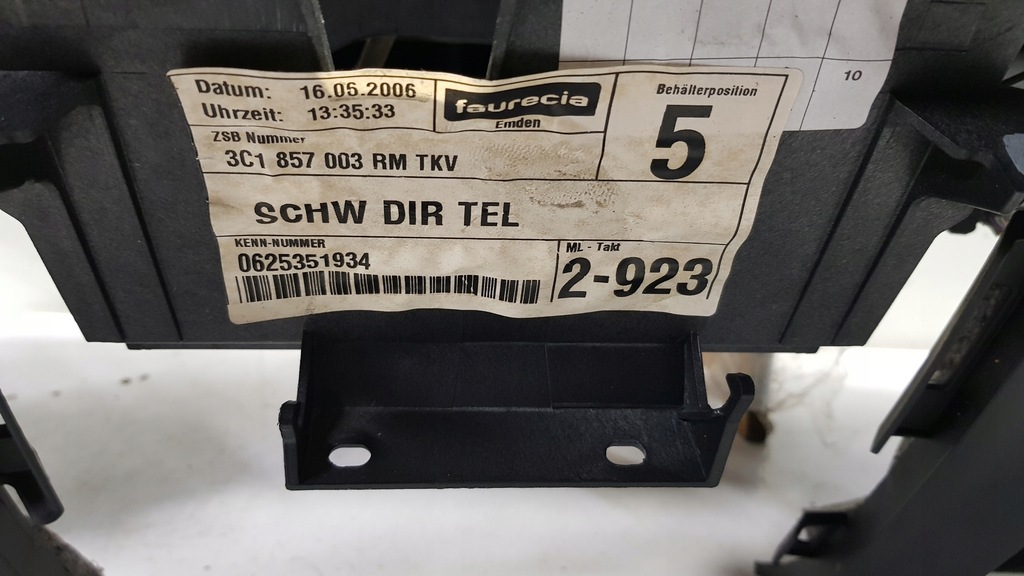 Datum: 16.05.2006
Uhrzeit: 13:35:33
faurecia
Emden
Behälterposition
5
ZSB Nummer
3C1 857 003 RM TKV
SCHW DIR TEL
KENN-NUMMER
0625351934
ML - Takt
2-923
10